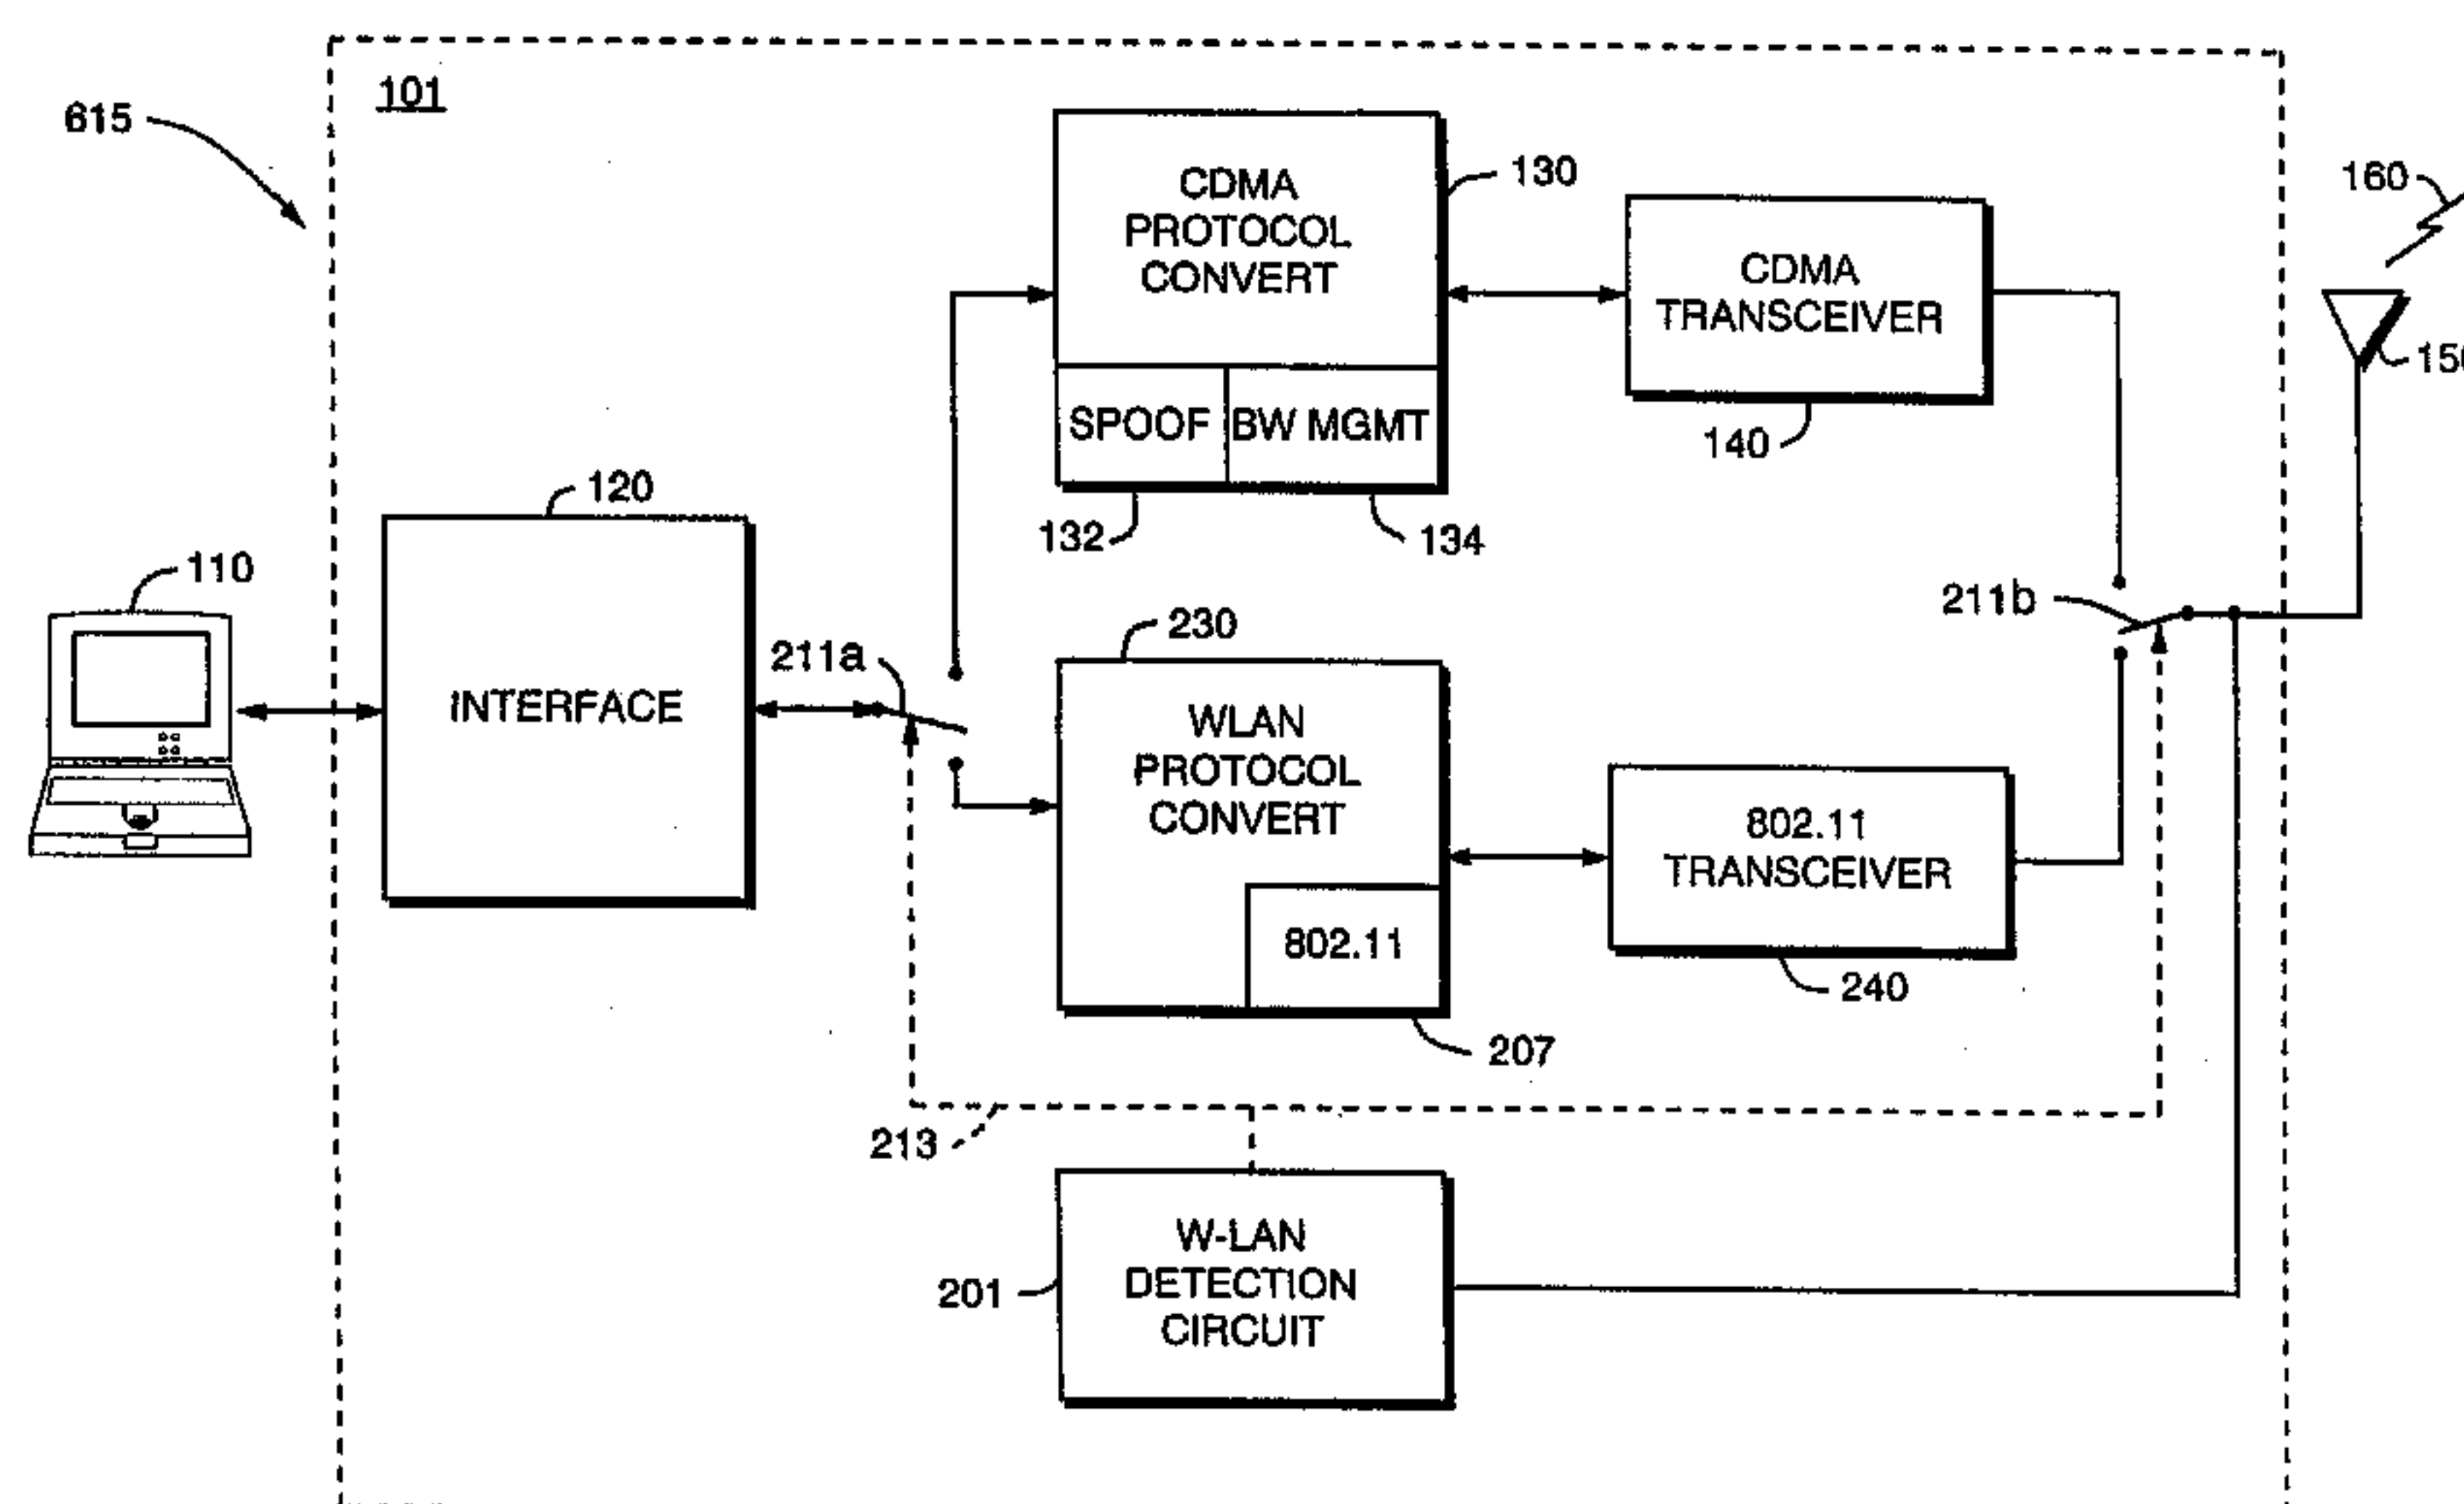 101
615
CDMA
PROTOCOL
CONVERT
130
160
CDMA
TRANSCEIVER
SPOOF
BW MGMT
140
132
134
120
110
211b
230
211a
INTERFACE
WLAN
PROTOCOL
CONVERT
802.11
TRANSCEIVER
802.11
240
207
213
W-LAN
DETECTION
CIRCUIT
201